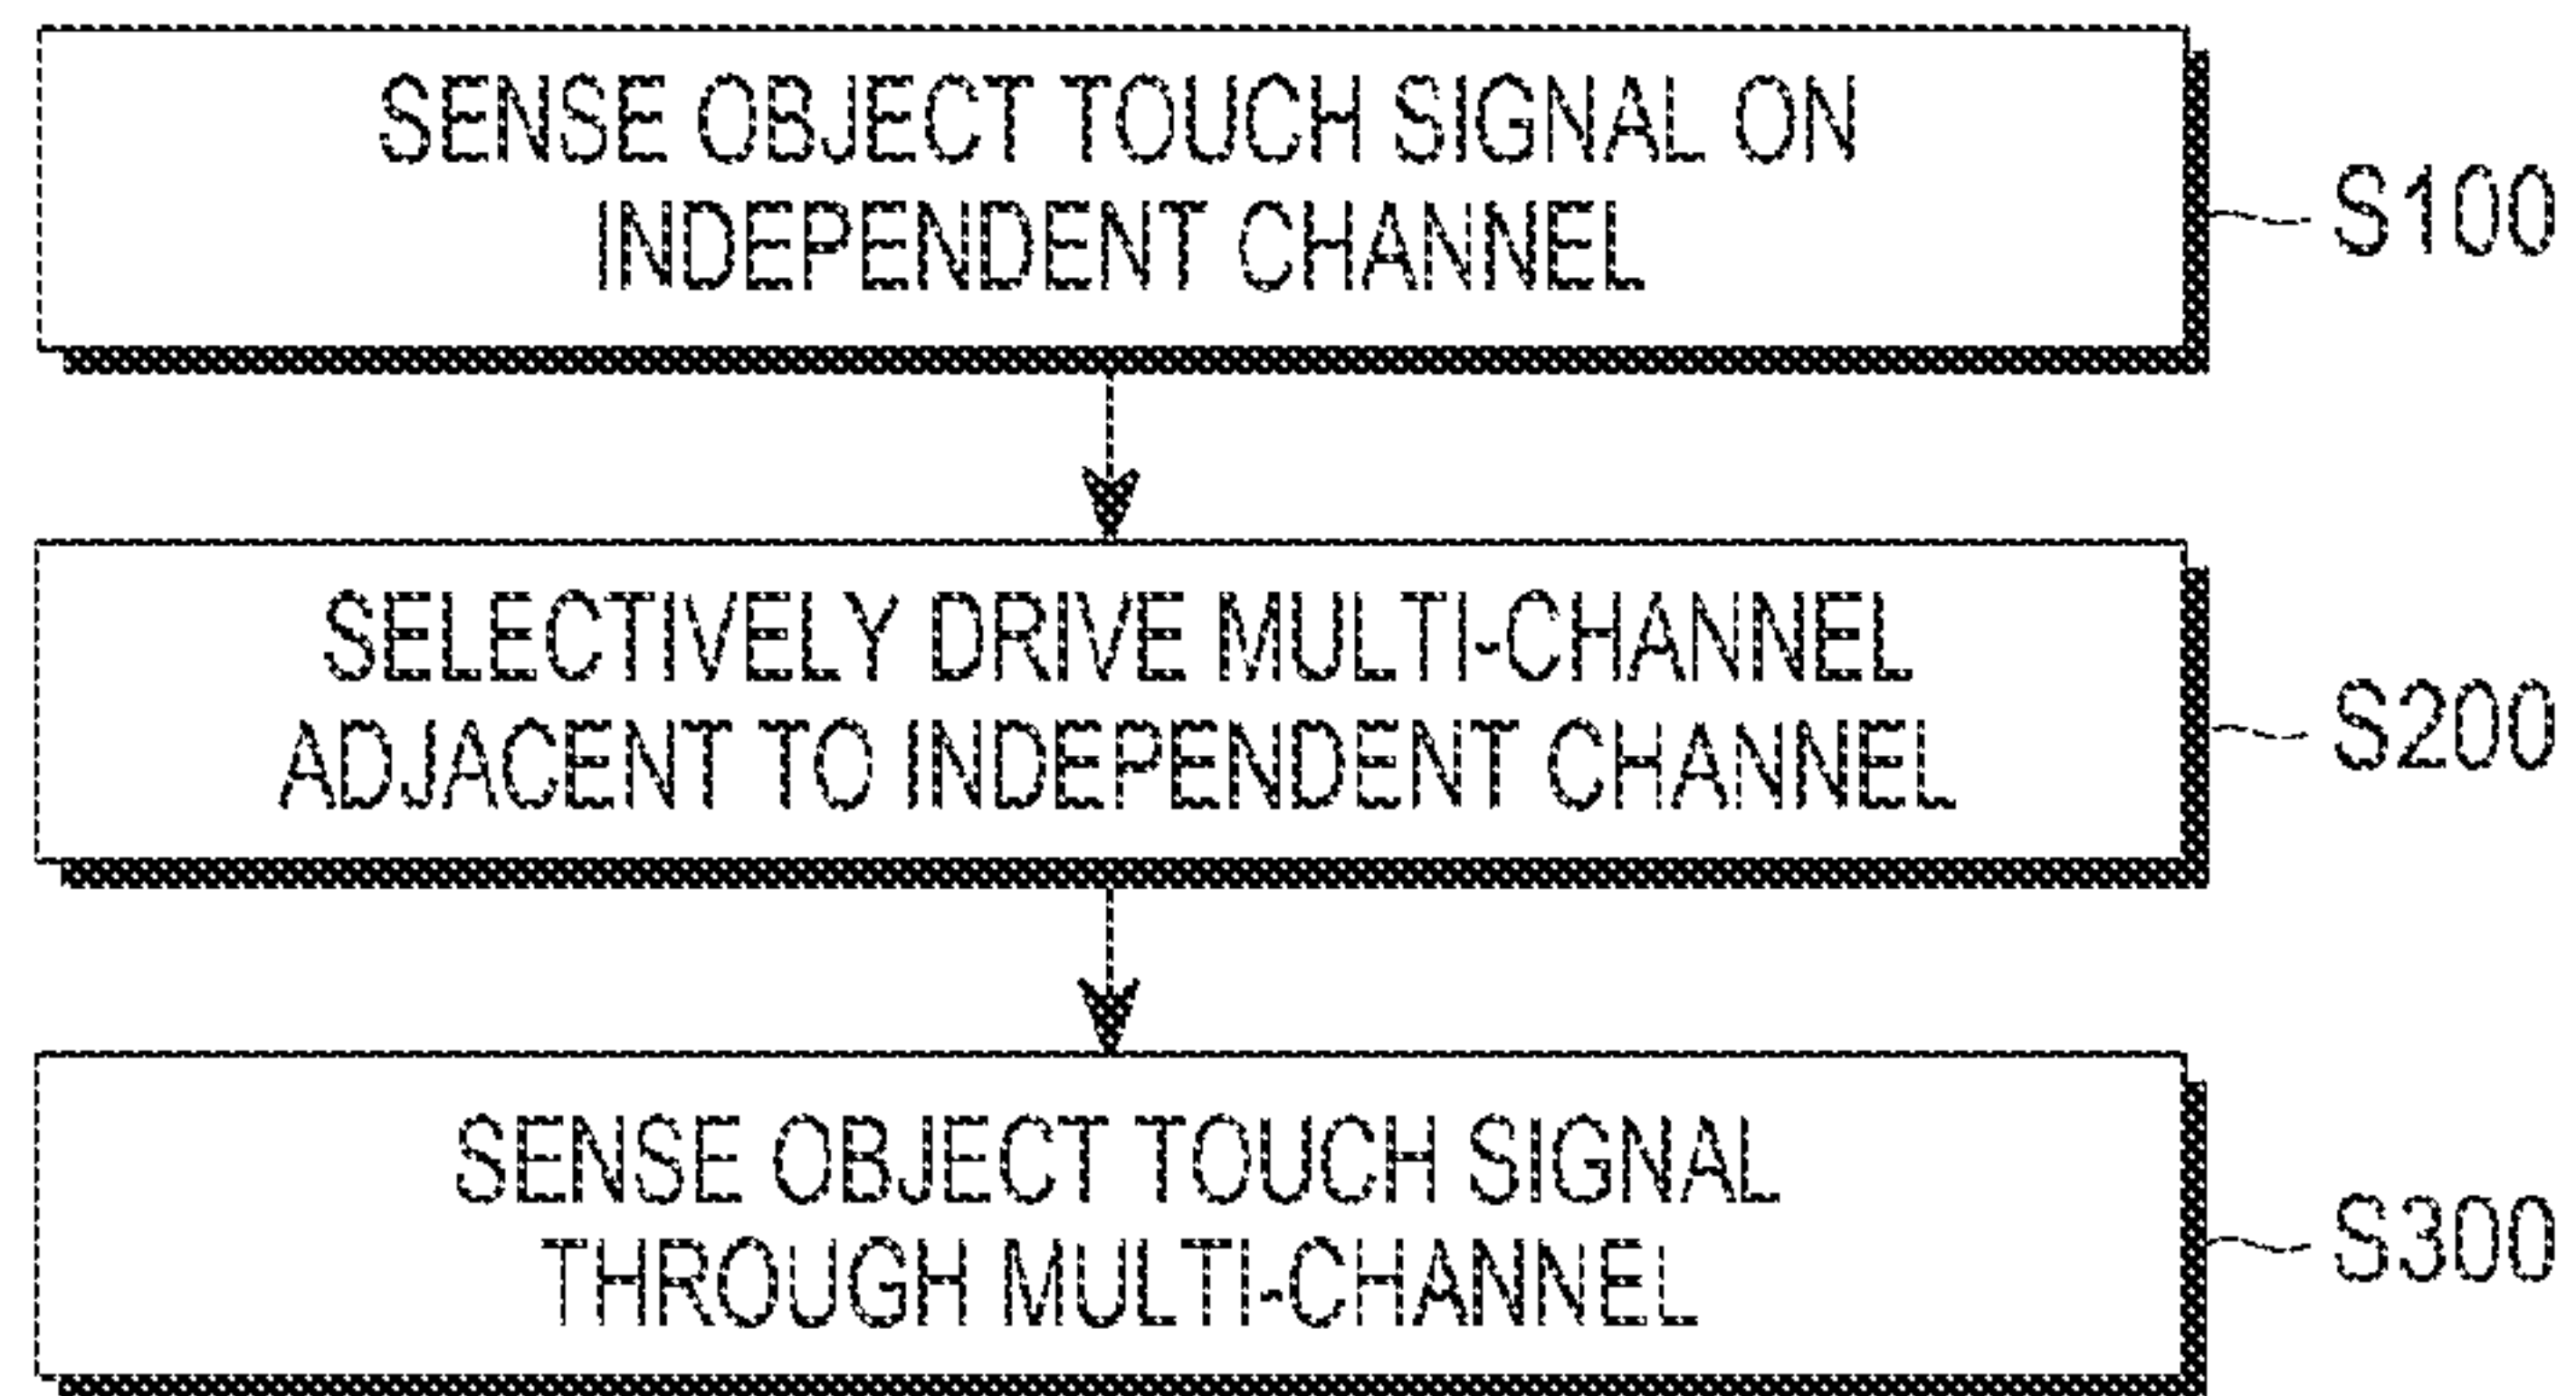 SENSE OBJECT TOUCH SIGNAL ON
INDEPENDENT CHANNEL
S100
SELECTIVELY DRIVE MULTI-CHANNEL
ADJACENT TO INDEPENDENT CHANNEL
S200
SENSE OBJECT TOUCH SIGNAL
THROUGH MULTI-CHANNEL
S300